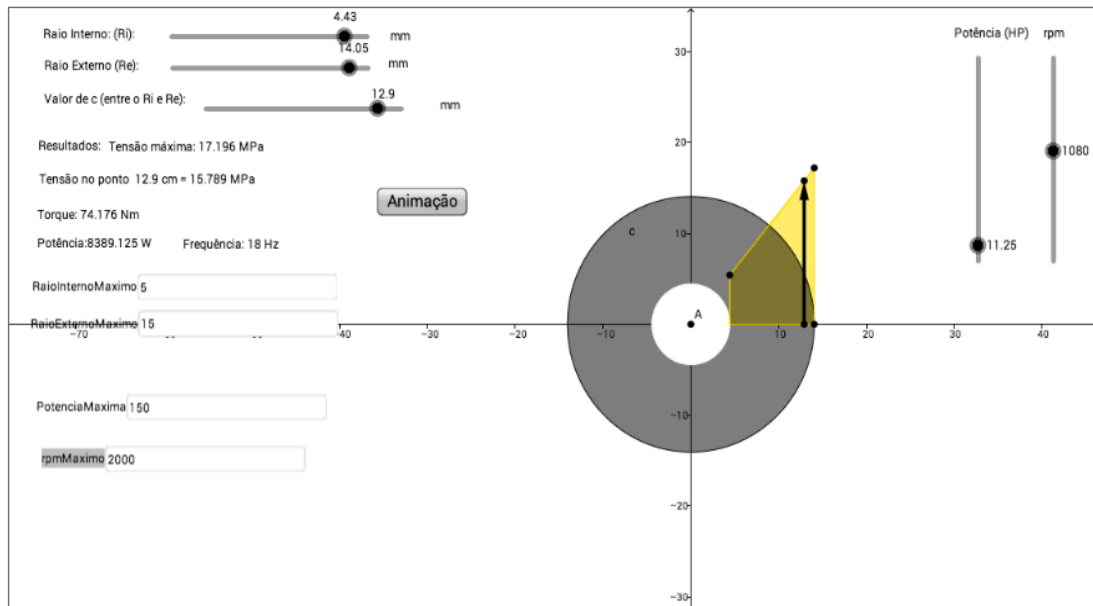 4.43
Raio Interno: (Ri): mm
14.05
Raio Externo (Re): mm
12.9
Valor de c (entre o Ri e Re): mm
Resultados: Tensão máxima: 17.196 MPa
Tensão no ponto 12.9 cm = 15.789 MPa
Animação
Torque: 74.176 Nm
Potência:8389.125 W Frequência: 18 Hz
RaioInternoMaximo 5
RaioExternoMaximo 15
PotenciaMaxima 150
rpmMaximo 2000
Potência (HP) rpm
1080
11.25
30
20
10
c
A
-70 -40 -30 -20 -10 10 20 30 40
-10
-20
-30